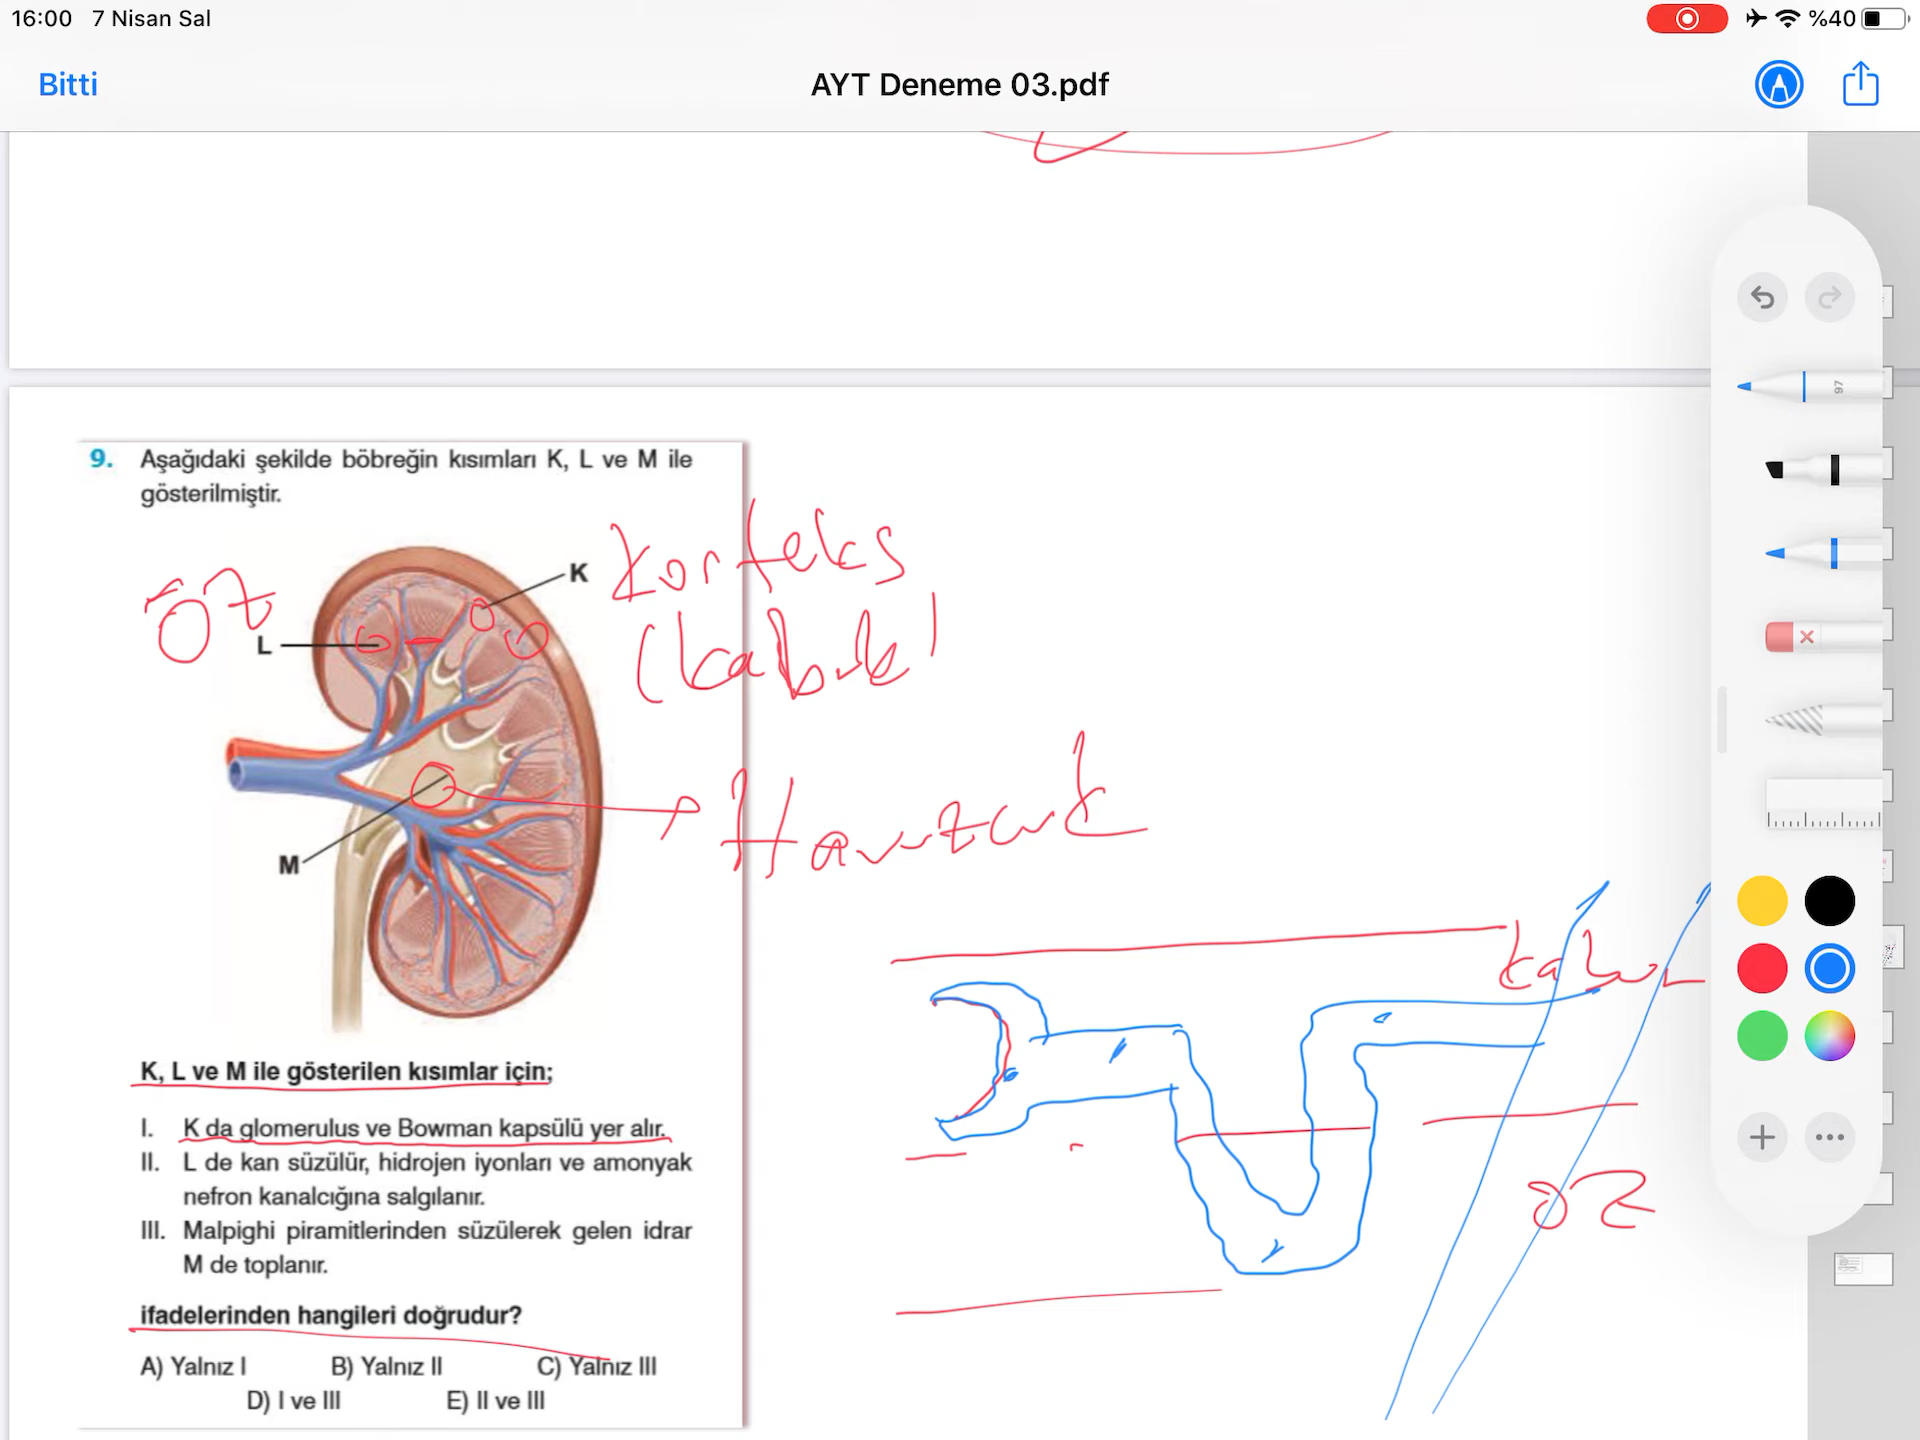 16:00 7 Nisan Sal
%40
Bitti
AYT Deneme 03.pdf
97
9. Aşağıdaki şekilde böbreğin kısımları K, L ve M ile
gösterilmiştir.
K
Korteks
(kabuk)
öz
L
Havuzcuk
M
kabuk
öz
K, L ve M ile gösterilen kısımlar için;
I. K da glomerulus ve Bowman kapsülü yer alır.
II. L de kan süzülür, hidrojen iyonları ve amonyak
nefron kanalcığına salgılanır.
III. Malpighi piramitlerinden süzülerek gelen idrar
M de toplanır.
ifadelerinden hangileri doğrudur?
A) Yalnız I B) Yalnız II C) Yalnız III
D) I ve III E) II ve III